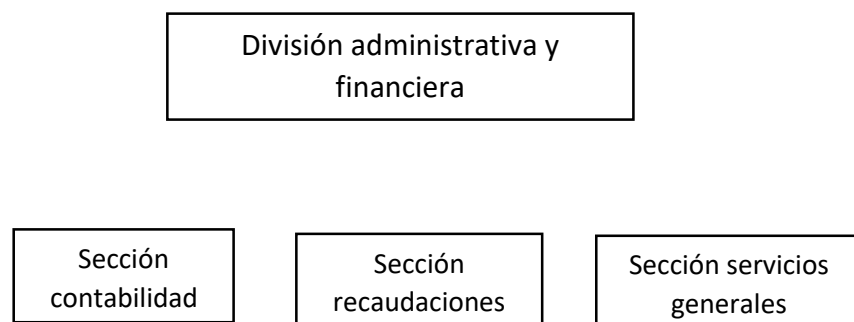 División administrativa y
financiera
Sección
contabilidad
Sección
recaudaciones
Sección servicios
generales